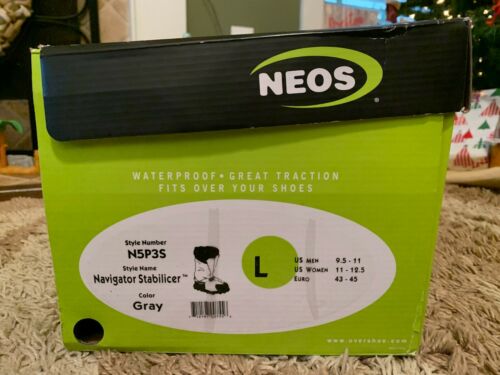 NEOS
®
WATERPROOF • GREAT TRACTION
FITS OVER YOUR SHOES
Style Number
N5P3S
Style Name
Navigator Stabilicer™
Color
Gray
L
US MEN 9.5 - 11
US WOMEN 11 - 12.5
EURO 43 - 45
www.overshoe.com